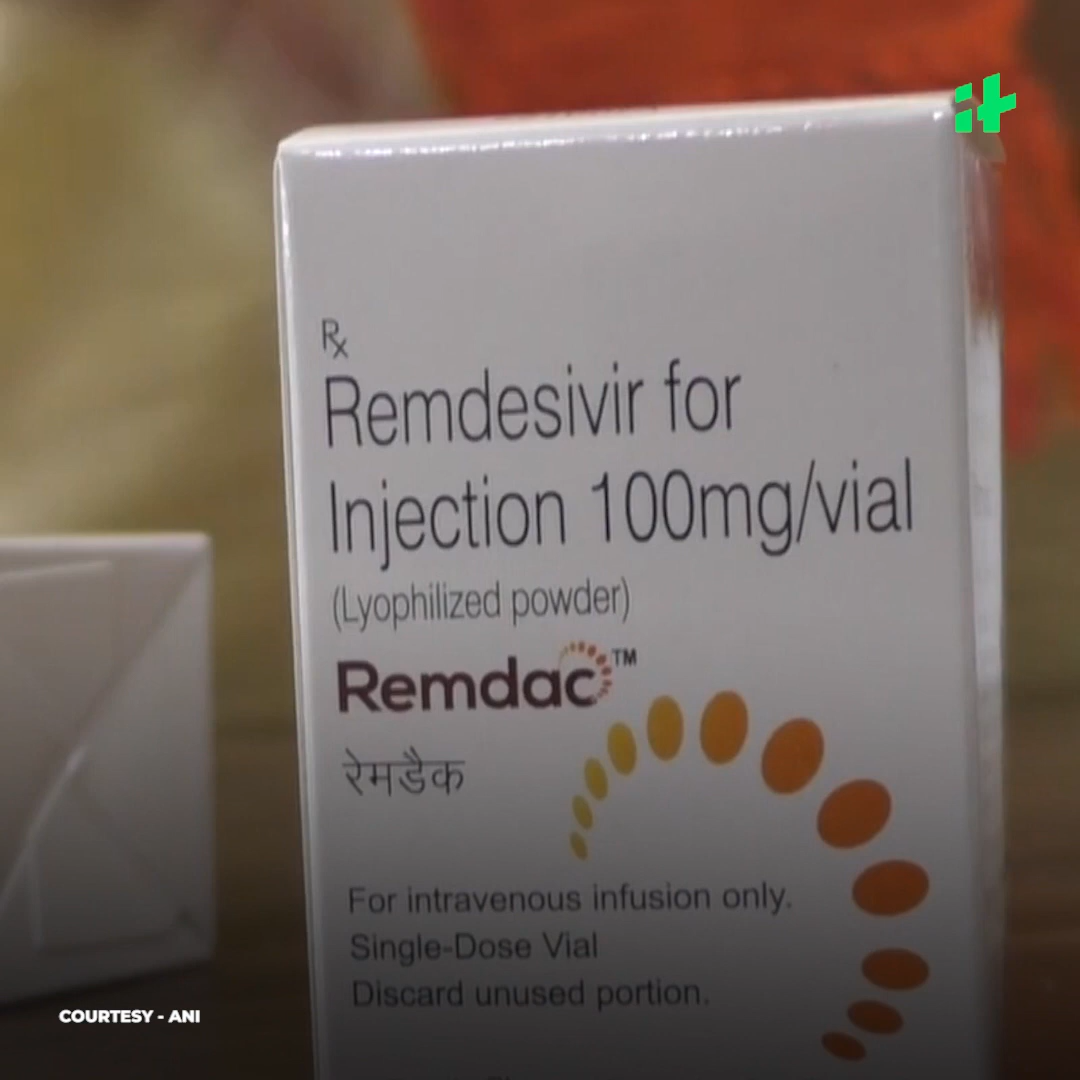 Rx
Remdesivir for
Injection 100mg/vial
(Lyophilized powder)
Remdac™
रेमडैक
For intravenous infusion only.
Single-Dose Vial
Discard unused portion.
COURTESY - ANI